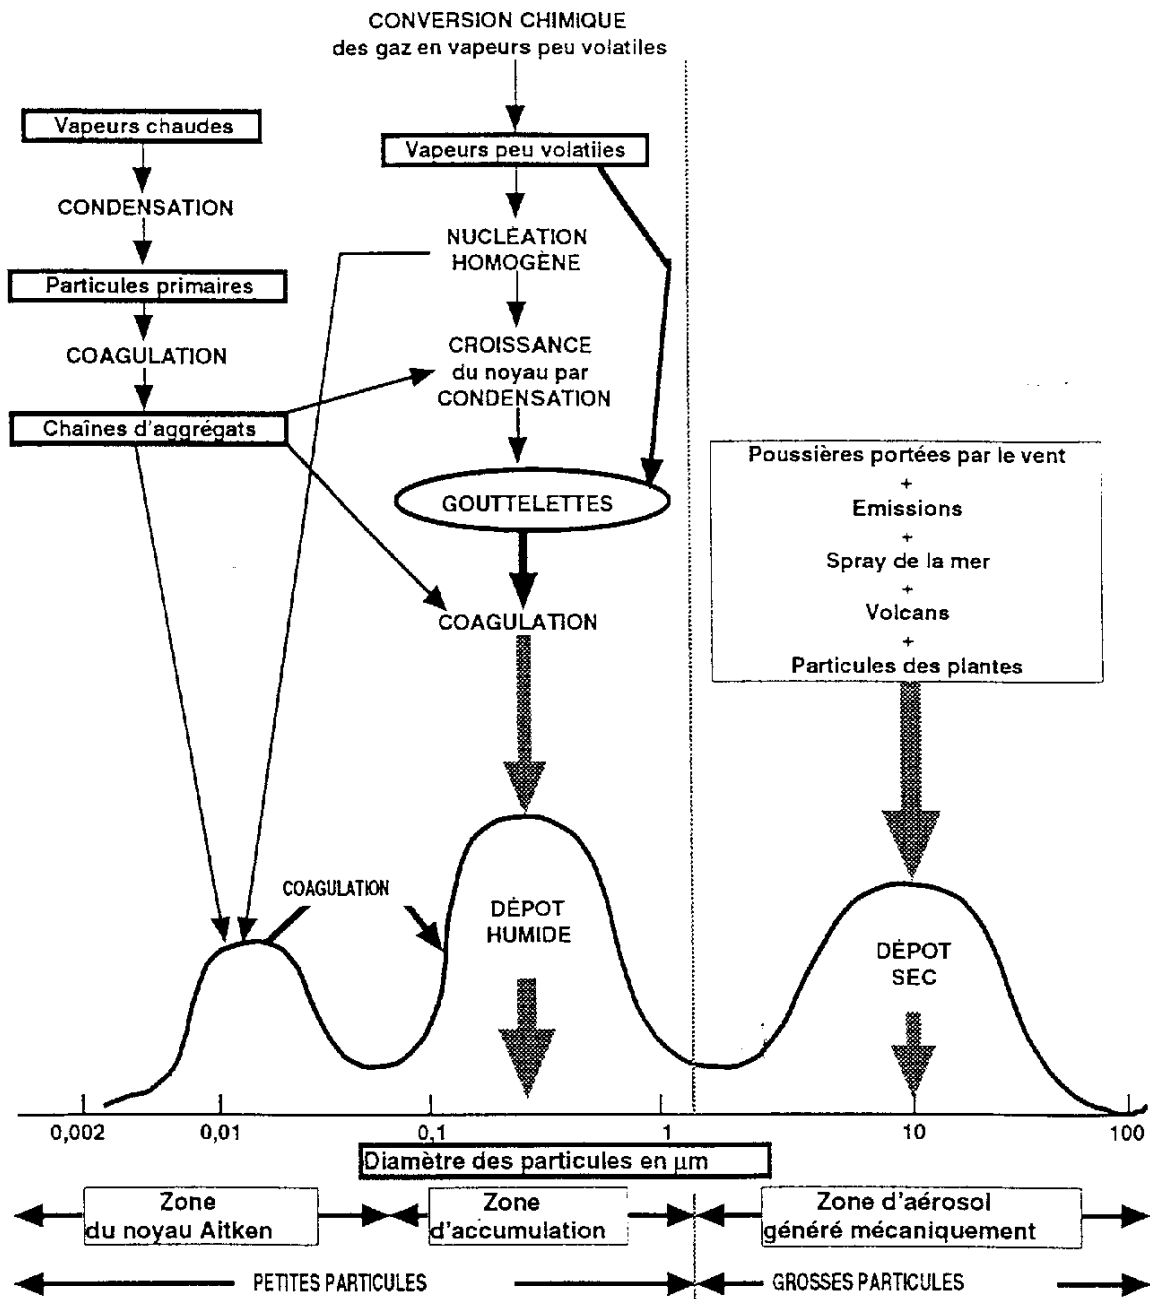 CONVERSION CHIMIQUE
des gaz en vapeurs peu volatiles
Vapeurs chaudes
Vapeurs peu volatiles
CONDENSATION
NUCLÉATION
HOMOGÈNE
Particules primaires
COAGULATION
CROISSANCE
du noyau par
CONDENSATION
Chaînes d'aggrégats
GOUTTELETTES
COAGULATION
Poussières portées par le vent
+
Emissions
+
Spray de la mer
+
Volcans
+
Particules des plantes
COAGULATION
DÉPOT
HUMIDE
DÉPOT
SEC
0,002 0,01 0,1 1 10 100
Diamètre des particules en µm
Zone
du noyau Aitken
Zone
d'accumulation
Zone d'aérosol
généré mécaniquement
PETITES PARTICULES
GROSSES PARTICULES